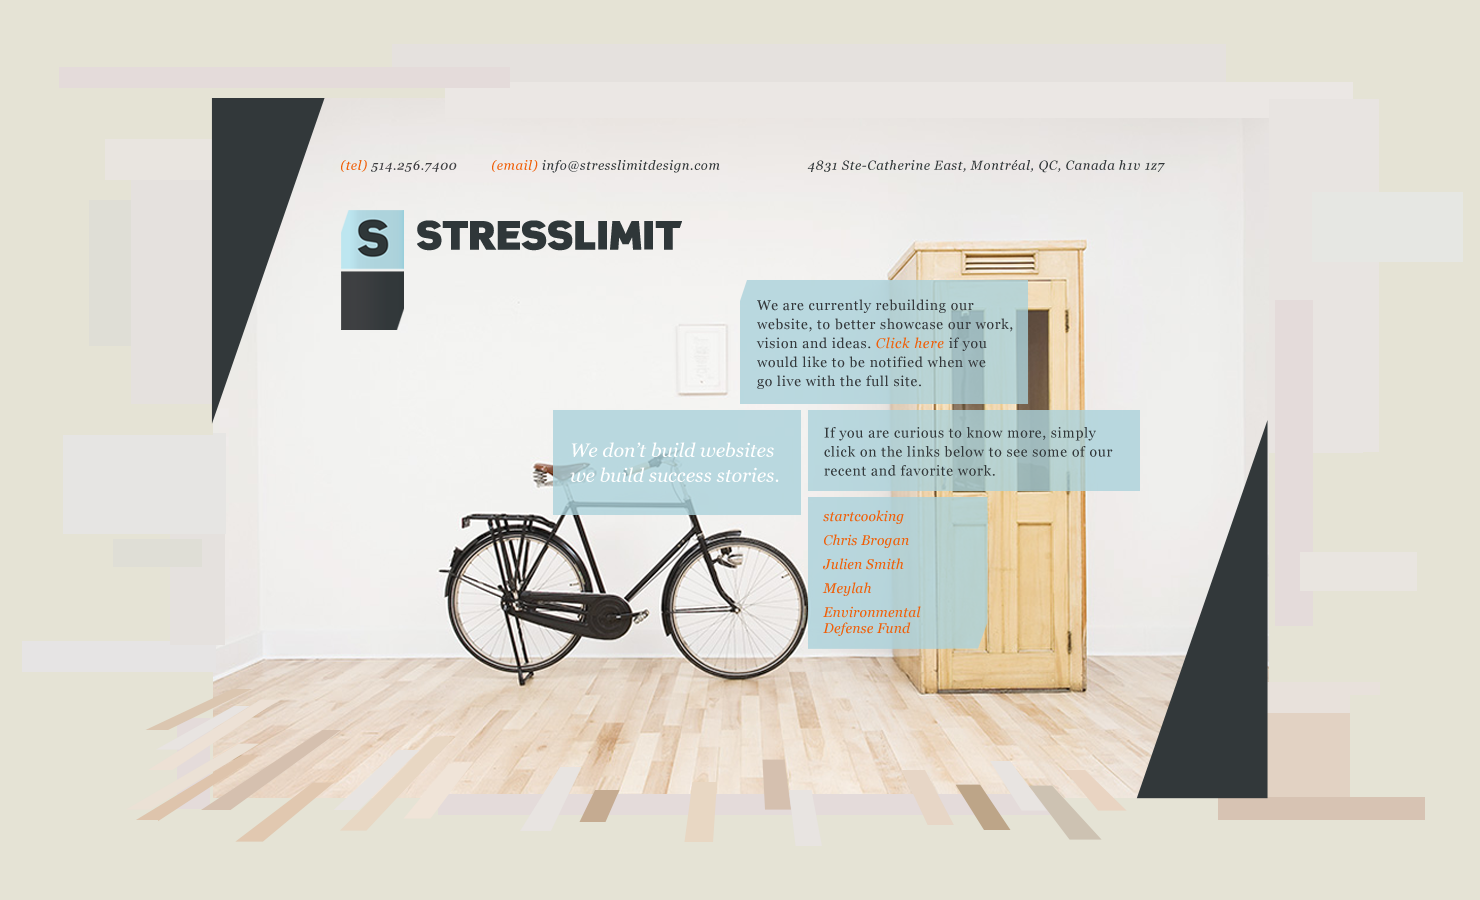 (tel) 514.256.7400 (email) info@stresslimitdesign.com 4831 Ste-Catherine East, Montréal, QC, Canada h1v 1z7
S STRESSLIMIT
We are currently rebuilding our
website, to better showcase our work,
vision and ideas. Click here if you
would like to be notified when we
go live with the full site.
We don't build websites
we build success stories.
If you are curious to know more, simply
click on the links below to see some of our
recent and favorite work.
startcooking
Chris Brogan
Julien Smith
Meylah
Environmental
Defense Fund